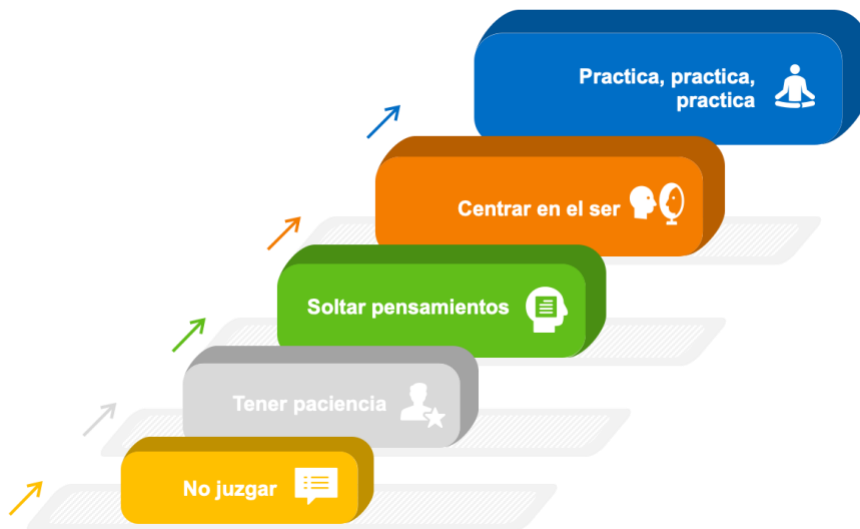 Practica, practica,
practica
Centrar en el ser
Soltar pensamientos
Tener paciencia
No juzgar